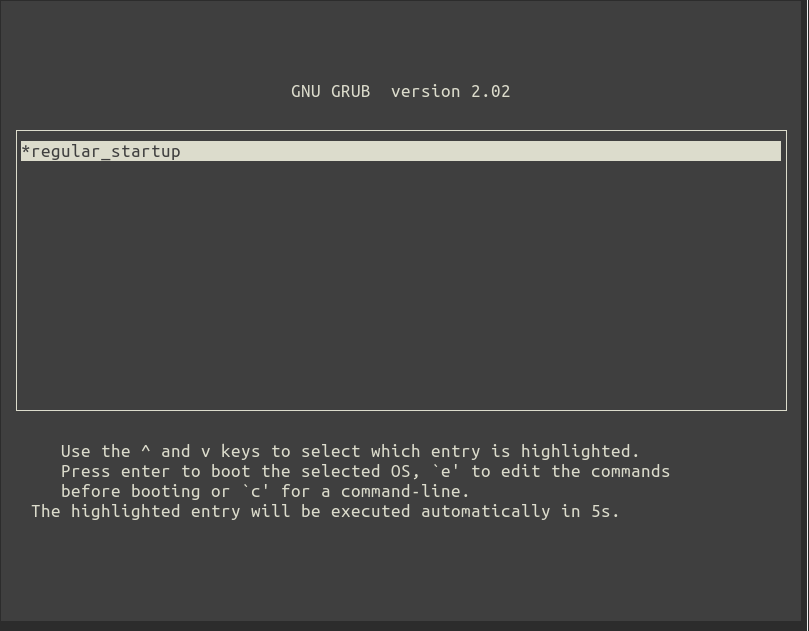 GNU GRUB  version 2.02
*regular_startup
Use the ^ and v keys to select which entry is highlighted.
Press enter to boot the selected OS, `e' to edit the commands
before booting or `c' for a command-line.
The highlighted entry will be executed automatically in 5s.